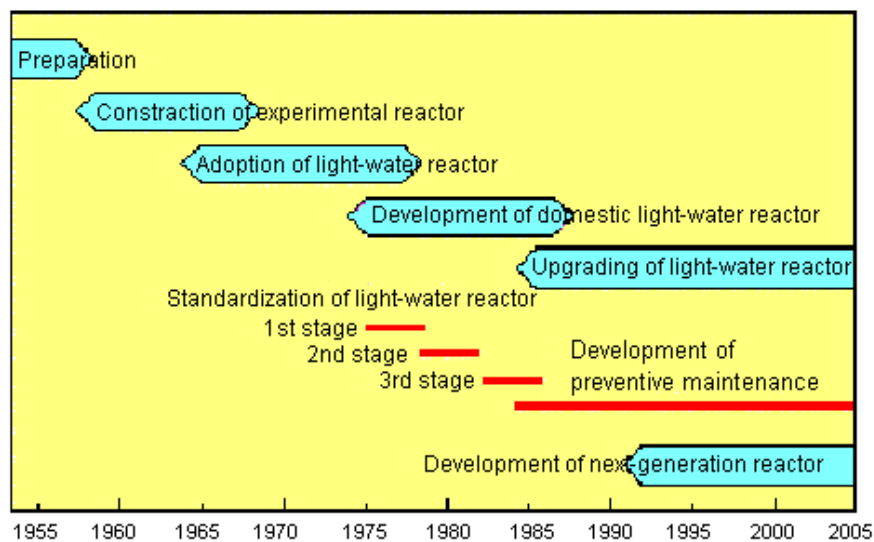 Preparation
Constraction of experimental reactor
Adoption of light-water reactor
Development of domestic light-water reactor
Upgrading of light-water reactor
Standardization of light-water reactor
1st stage
2nd stage
3rd stage
Development of
preventive maintenance
Development of next-generation reactor
1955 1960 1965 1970 1975 1980 1985 1990 1995 2000 2005